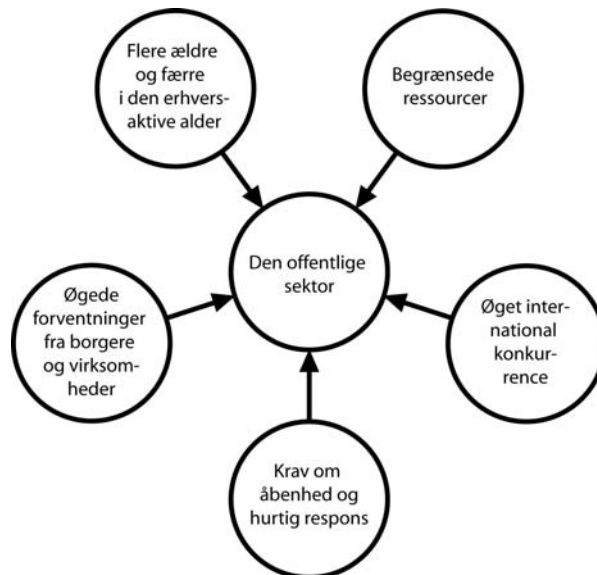 Flere ældre
og færre
i den erhvers-
aktive alder
Begrænsede
ressourcer
Den offentlige
sektor
Øgede
forventninger
fra borgere
og virksom-
heder
Øget inter-
national
konkur-
rence
Krav om
åbenhed og
hurtig respons